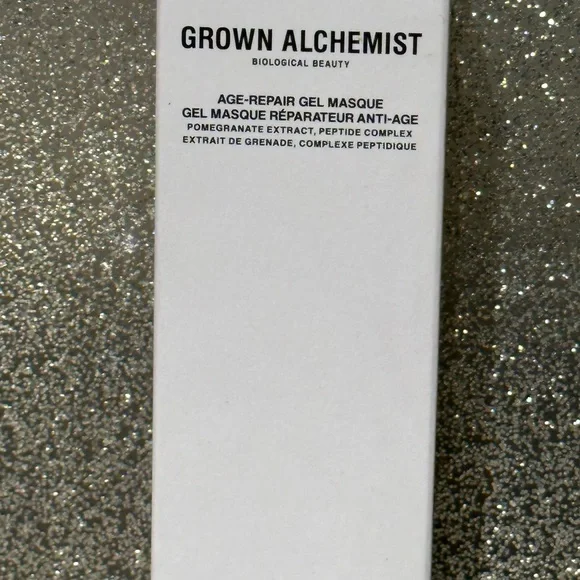 GROWN ALCHEMIST
BIOLOGICAL BEAUTY
AGE-REPAIR GEL MASQUE
GEL MASQUE RÉPARATEUR ANTI-AGE
POMEGRANATE EXTRACT, PEPTIDE COMPLEX
EXTRAIT DE GRENADE, COMPLEXE PEPTIDIQUE